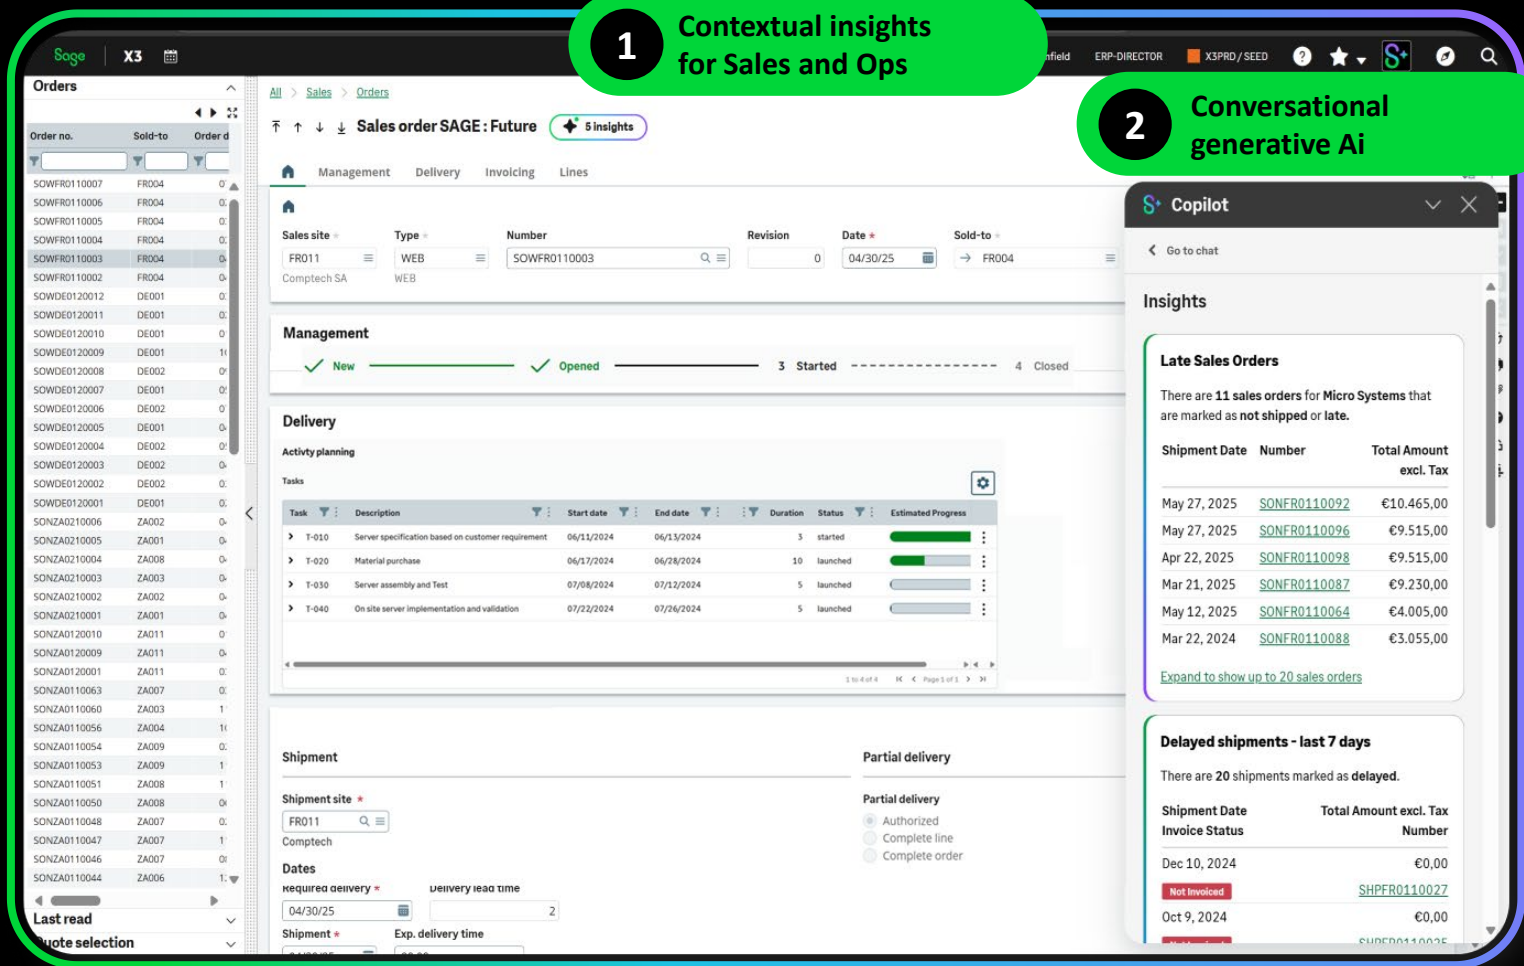 1
Contextual insights
for Sales and Ops
2
Conversational
generative Ai
Sage
X3
ERP-DIRECTOR
X3PRD / SEED
?
S+
Orders
Order no.
Sold-to
Order d
SOWFR0110007 FR004
SOWFR0110006 FR004
SOWFR0110005 FR004
SOWFR0110004 FR004
SOWFR0110003 FR004
SOWFR0110002 FR004
SOWDE0120012 DE001
SOWDE0120011 DE001
SOWDE0120010 DE001
SOWDE0120009 DE001
SOWDE0120008 DE002
SOWDE0120007 DE001
SOWDE0120006 DE002
SOWDE0120005 DE001
SOWDE0120004 DE002
SOWDE0120003 DE002
SOWDE0120002 DE002
SOWDE0120001 DE001
SONZA0210006 ZA002
SONZA0210005 ZA001
SONZA0210004 ZA008
SONZA0210003 ZA003
SONZA0210002 ZA002
SONZA0210001 ZA001
SONZA0120010 ZA011
SONZA0120009 ZA011
SONZA0120001 ZA011
SONZA0110063 ZA007
SONZA0110060 ZA003
SONZA0110056 ZA004
SONZA0110054 ZA009
SONZA0110053 ZA009
SONZA0110051 ZA008
SONZA0110050 ZA008
SONZA0110048 ZA007
SONZA0110047 ZA007
SONZA0110046 ZA007
SONZA0110044 ZA006
Last read
Quote selection
All > Sales > Orders
Sales order SAGE : Future
5 insights
Management Delivery Invoicing Lines
Sales site Type Number Revision Date * Sold-to
FR011 WEB SOWFR0110003 0 04/30/25 FR004
Comptech SA WEB
Management
New Opened 3 Started 4 Closed
Delivery
Activty planning
Tasks
Task Description Start date End date Duration Status Estimated Progress
T-010 Server specification based on customer requirement 06/11/2024 06/13/2024 3 started
T-020 Material purchase 06/17/2024 06/28/2024 10 launched
T-030 Server assembly and Test 07/08/2024 07/12/2024 5 launched
T-040 On site server implementation and validation 07/22/2024 07/26/2024 5 launched
1 to 4 of 4 Page 1 of 1
Shipment
Shipment site *
FR011
Comptech
Dates
Required delivery * Delivery lead time
04/30/25 2
Shipment * Exp. delivery time
Partial delivery
Partial delivery
Authorized
Complete line
Complete order
S+ Copilot
Go to chat
Insights
Late Sales Orders
There are 11 sales orders for Micro Systems that
are marked as not shipped or late.
Shipment Date Number Total Amount
excl. Tax
May 27, 2025 SONFR0110092 €10.465,00
May 27, 2025 SONFR0110096 €9.515,00
Apr 22, 2025 SONFR0110098 €9.515,00
Mar 21, 2025 SONFR0110087 €9.230,00
May 12, 2025 SONFR0110064 €4.005,00
Mar 22, 2024 SONFR0110088 €3.055,00
Expand to show up to 20 sales orders
Delayed shipments - last 7 days
There are 20 shipments marked as delayed.
Shipment Date Total Amount excl. Tax
Invoice Status Number
Dec 10, 2024 €0,00
Not Invoiced SHPFR0110027
Oct 9, 2024 €0,00